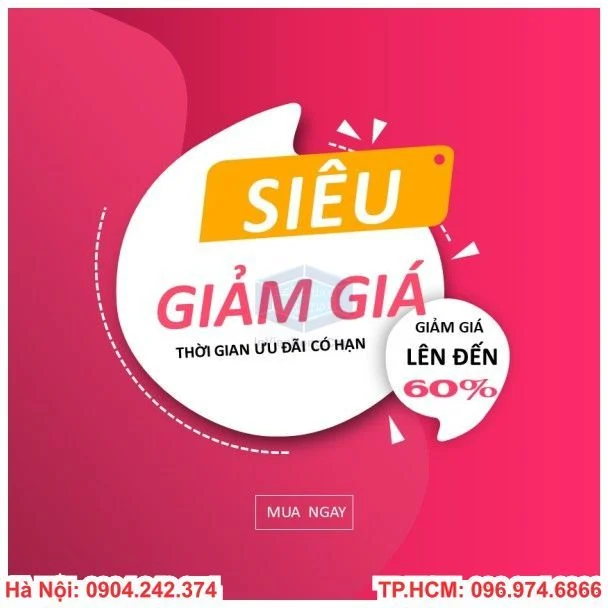 SIÊU
GIẢM GIÁ
THỜI GIAN ƯU ĐÃI CÓ HẠN
GIẢM GIÁ
LÊN ĐẾN
60%
MUA NGAY
Hà Nội: 0904.242.374
TP.HCM: 096.974.6866